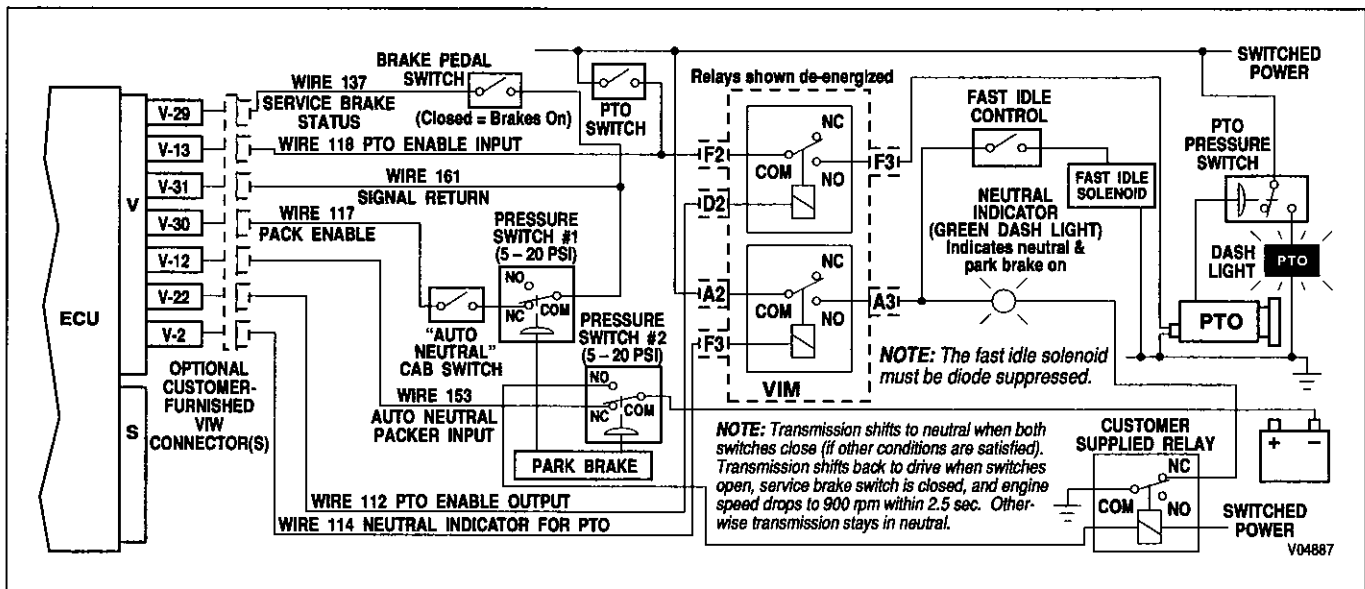 SWITCHED
POWER
BRAKE PEDAL
SWITCH
(Closed = Brakes On)
PTO
SWITCH
Relays shown de-energized
FAST IDLE
CONTROL
PTO
PRESSURE
SWITCH
FAST IDLE
SOLENOID
NEUTRAL
INDICATOR
(GREEN DASH LIGHT)
Indicates neutral &
park brake on
DASH
LIGHT
PTO
PTO
ECU
V
S
V-29
V-13
V-31
V-30
V-12
V-22
V-2
WIRE 137
SERVICE BRAKE
STATUS
WIRE 118 PTO ENABLE INPUT
WIRE 161
SIGNAL RETURN
WIRE 117
PACK ENABLE
PRESSURE
SWITCH #1
(5 – 20 PSI)
NO
NC
COM
"AUTO
NEUTRAL"
CAB SWITCH
PRESSURE
SWITCH #2
(5 – 20 PSI)
NO
NC
COM
WIRE 153
AUTO NEUTRAL
PACKER INPUT
PARK BRAKE
OPTIONAL
CUSTOMER-
FURNISHED
VIW
CONNECTOR(S)
WIRE 112 PTO ENABLE OUTPUT
WIRE 114 NEUTRAL INDICATOR FOR PTO
F2
NC
COM
NO
F3
D2
A2
NC
COM
NO
A3
F3
VIM
NOTE: The fast idle solenoid
must be diode suppressed.
NOTE: Transmission shifts to neutral when both
switches close (if other conditions are satisfied).
Transmission shifts back to drive when switches
open, service brake switch is closed, and engine
speed drops to 900 rpm within 2.5 sec. Other-
wise transmission stays in neutral.
CUSTOMER
SUPPLIED RELAY
NC
COM
NO
+ –
SWITCHED
POWER
V04887